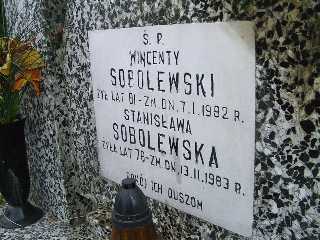 Ś. P.
WINCENTY
SOBOLEWSKI
ŻYŁ LAT 81-ZM. DN. 7.I.1982 R.
STANISŁAWA
SOBOLEWSKA
ŻYŁA LAT 76-ZM. DN. 13.11.1983 R.
POKÓJ ICH DUSZOM